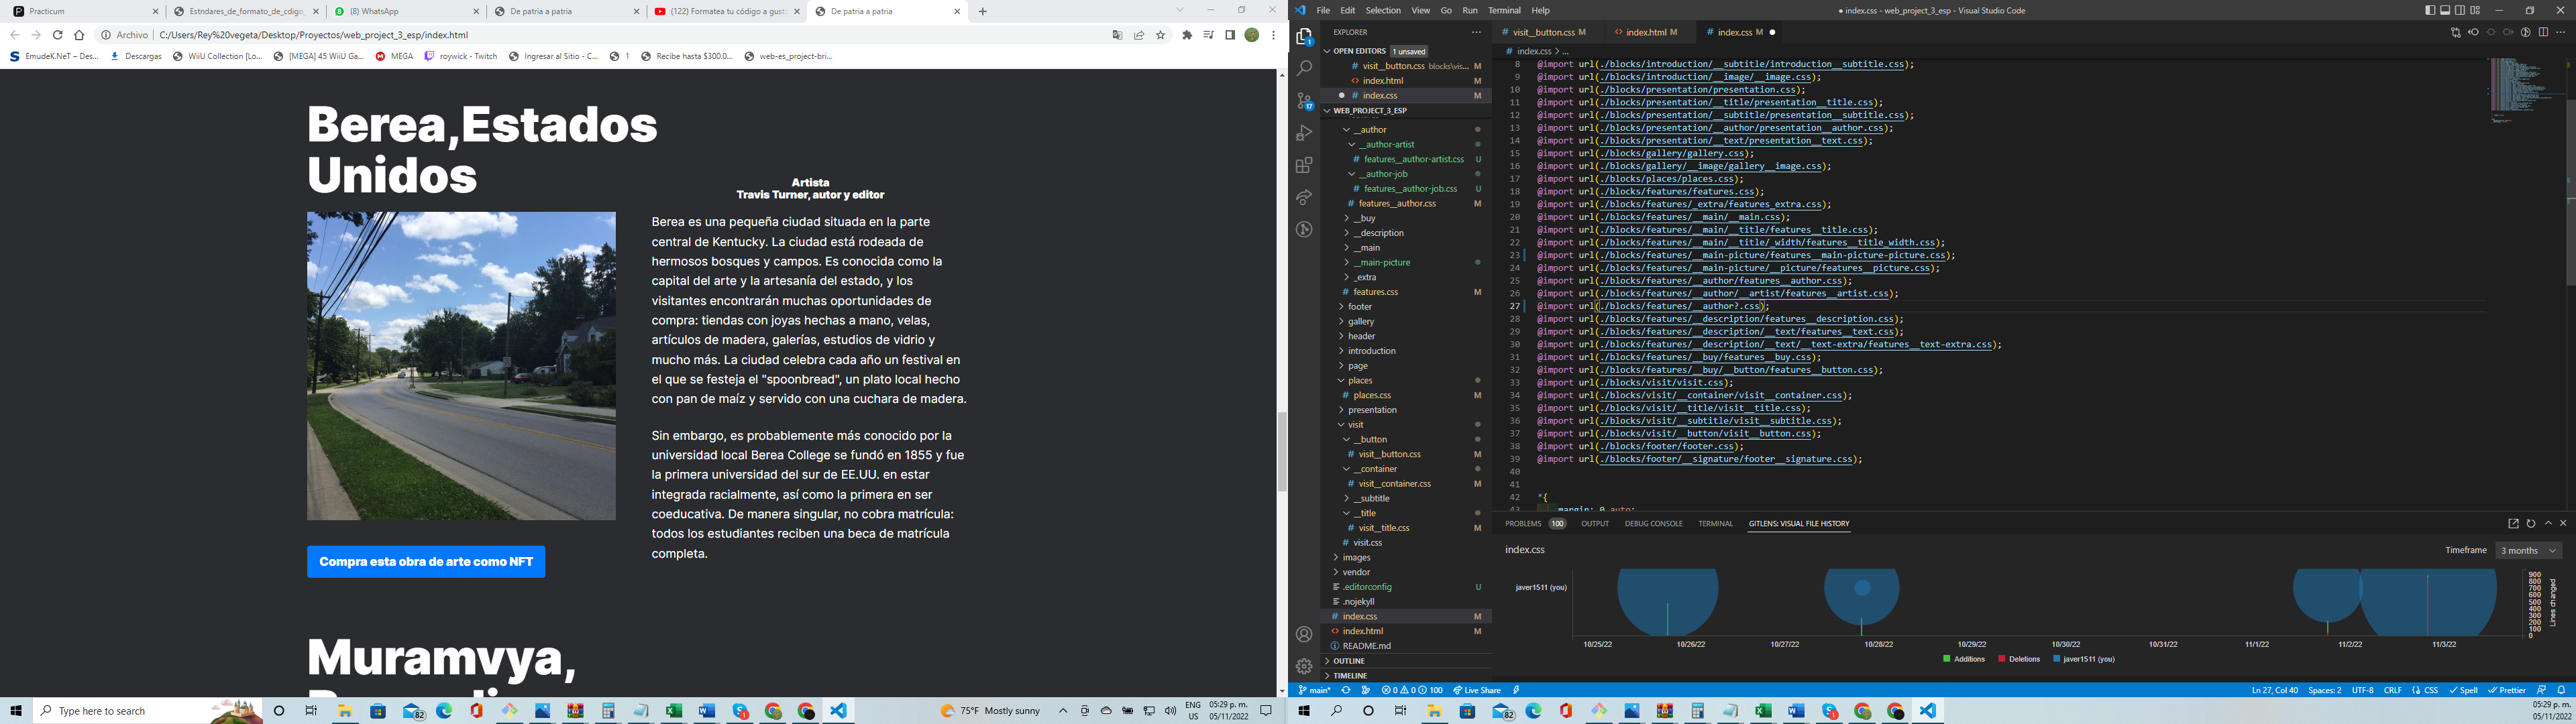 Practicum
Estndares_de_formato_de_cdigo_
(8) WhatsApp
De patria a patria
(122) Formatea tu código a gust
De patria a patria
Archivo
C:/Users/Rey%20vegeta/Desktop/Proyectos/web_project_3_esp/index.html
EmudeK.NeT – Des...
Descargas
WiiU Collection [Lo...
[MEGA] 45 WiiU Ga...
MEGA
roywick - Twitch
Ingresar al Sitio - C...
1
Recibe hasta $300.0...
web-es_project-bri...
Berea,Estados
Unidos
Artista
Travis Turner, autor y editor
Berea es una pequeña ciudad situada en la parte
central de Kentucky. La ciudad está rodeada de
hermosos bosques y campos. Es conocida como la
capital del arte y la artesanía del estado, y los
visitantes encontrarán muchas oportunidades de
compra: tiendas con joyas hechas a mano, velas,
artículos de madera, galerías, estudios de vidrio y
mucho más. La ciudad celebra cada año un festival en
el que se festeja el "spoonbread", un plato local hecho
con pan de maíz y servido con una cuchara de madera.
Sin embargo, es probablemente más conocido por la
universidad local Berea College se fundó en 1855 y fue
la primera universidad del sur de EE.UU. en estar
integrada racialmente, así como la primera en ser
coeducativa. De manera singular, no cobra matrícula:
todos los estudiantes reciben una beca de matrícula
completa.
Compra esta obra de arte como NFT
Muramvya,
Type here to search
82
75°F Mostly sunny
ENG
US
05:29 p. m.
05/11/2022
File Edit Selection View Go Run Terminal Help
● index.css - web_project_3_esp - Visual Studio Code
EXPLORER
OPEN EDITORS 1 unsaved
visit__button.css blocks\vis... M
index.html M
index.css M
WEB_PROJECT_3_ESP
__author
__author-artist
features__author-artist.css U
__author-job
features__author-job.css U
features__author.css M
__buy
__description
__main
__main-picture
_extra
features.css M
footer
gallery
header
introduction
page
places
places.css M
presentation
visit
__button
visit__button.css M
__container
visit__container.css M
__subtitle
__title
visit__title.css M
visit.css
images
vendor
.editorconfig U
.nojekyll
index.css M
index.html M
README.md
OUTLINE
TIMELINE
visit__button.css M
index.html M
index.css M
index.css > ...
8 @import url(./blocks/introduction/__subtitle/introduction__subtitle.css);
9 @import url(./blocks/introduction/__image/__image.css);
10 @import url(./blocks/presentation/presentation.css);
11 @import url(./blocks/presentation/__title/presentation__title.css);
12 @import url(./blocks/presentation/__subtitle/presentation__subtitle.css);
13 @import url(./blocks/presentation/__author/presentation__author.css);
14 @import url(./blocks/presentation/__text/presentation__text.css);
15 @import url(./blocks/gallery/gallery.css);
16 @import url(./blocks/gallery/__image/gallery__image.css);
17 @import url(./blocks/places/places.css);
18 @import url(./blocks/features/features.css);
19 @import url(./blocks/features/_extra/features_extra.css);
20 @import url(./blocks/features/__main/__main.css);
21 @import url(./blocks/features/__main/__title/features__title.css);
22 @import url(./blocks/features/__main/__title/_width/features__title_width.css);
23 @import url(./blocks/features/__main-picture/features__main-picture-picture.css);
24 @import url(./blocks/features/__main-picture/__picture/features__picture.css);
25 @import url(./blocks/features/__author/features__author.css);
26 @import url(./blocks/features/__author/__artist/features__artist.css);
27 @import url(./blocks/features/__author?.css);
28 @import url(./blocks/features/__description/features__description.css);
29 @import url(./blocks/features/__description/__text/features__text.css);
30 @import url(./blocks/features/__description/__text/__text-extra/features__text-extra.css);
31 @import url(./blocks/features/__buy/features__buy.css);
32 @import url(./blocks/features/__buy/__button/features__button.css);
33 @import url(./blocks/visit/visit.css);
34 @import url(./blocks/visit/__container/visit__container.css);
35 @import url(./blocks/visit/__title/visit__title.css);
36 @import url(./blocks/visit/__subtitle/visit__subtitle.css);
37 @import url(./blocks/visit/__button/visit__button.css);
38 @import url(./blocks/footer/footer.css);
39 @import url(./blocks/footer/__signature/footer__signature.css);
40
41
42 *{
43 margin: 0 auto;
PROBLEMS 100 OUTPUT DEBUG CONSOLE TERMINAL GITLENS: VISUAL FILE HISTORY
index.css
Timeframe 3 months
javer1511 (you)
900
800
700
600
500
400
300
200
100
0
Lines changed
10/25/22 10/26/22 10/27/22 10/28/22 10/29/22 10/30/22 10/31/22 11/1/22 11/2/22 11/3/22
Additions Deletions javer1511 (you)
main* 0 0 100 Live Share
Ln 27, Col 40 Spaces: 2 UTF-8 CRLF CSS Spell Prettier
82
05:29 p. m.
05/11/2022